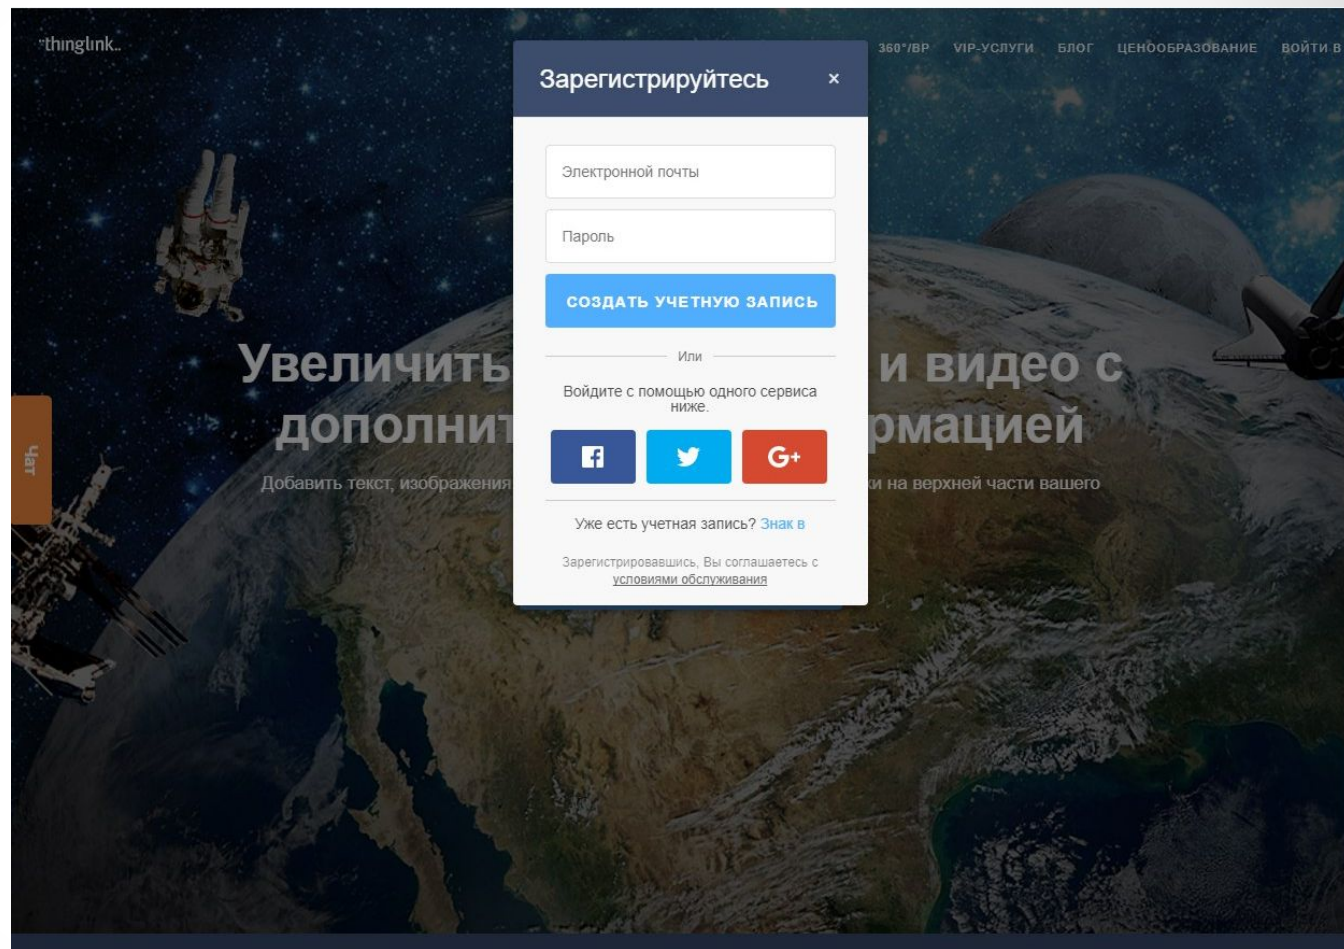 thinglink..
360°/ВР VIP-УСЛУГИ БЛОГ ЦЕНООБРАЗОВАНИЕ ВОЙТИ В
Зарегистрируйтесь ×
Электронной почты
Пароль
СОЗДАТЬ УЧЕТНУЮ ЗАПИСЬ
Или
Войдите с помощью одного сервиса
ниже.
G+
Уже есть учетная запись? Знак в
Зарегистрировавшись, Вы соглашаетесь с
условиями обслуживания
Увеличить и видео с
дополнит рмацией
Добавить текст, изображения и на верхней части вашего
Чат